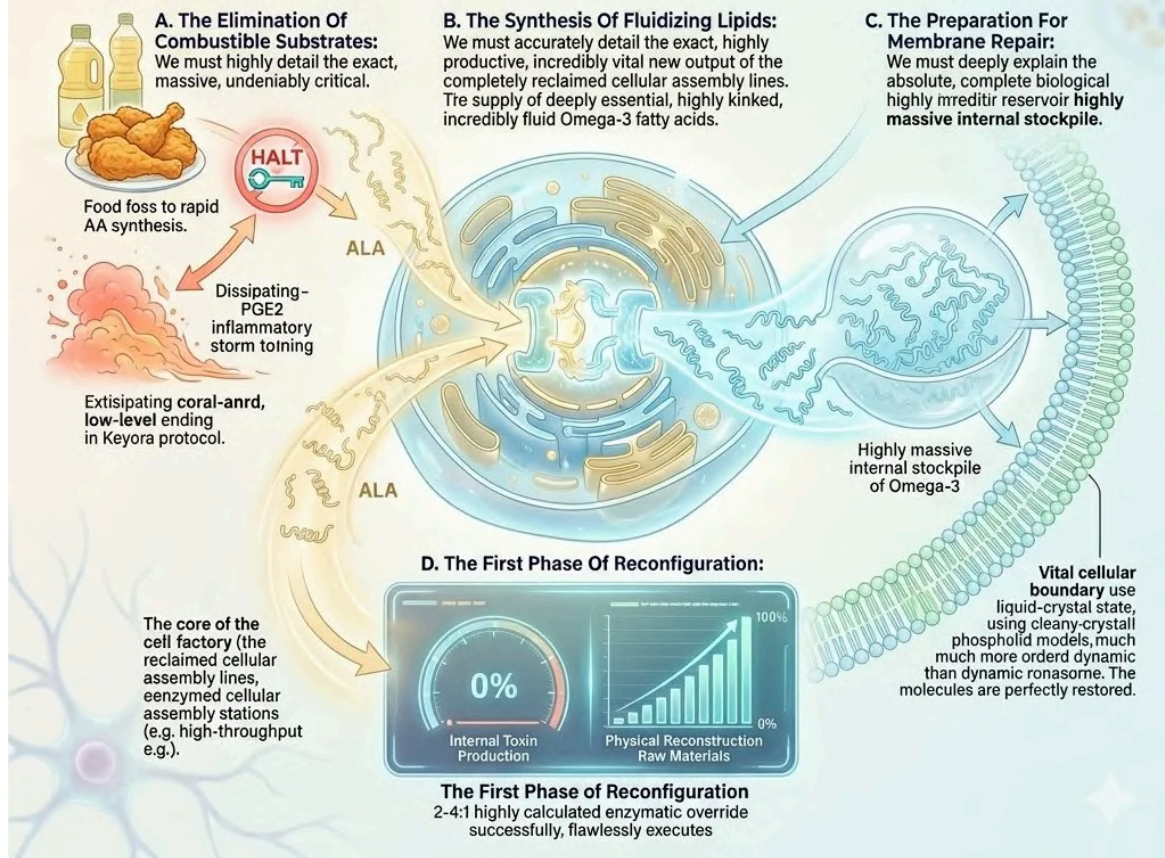 A. The Elimination Of
Combustible Substrates:
We must highly detail the exact,
massive, undeniably critical.
B. The Synthesis Of Fluidizing Lipids:
We must accurately detail the exact, highly
productive, incredibly vital new output of the
completely reclaimed cellular assembly lines.
Tre supply of deeply essential, highly kinked,
incredibly fluid Omega-3 fatty acids.
C. The Preparation For
Membrane Repair:
We must deeply explain the
absolute, complete biological
highly reservoir highly
massive internal stockpile.
HALT
Food foss to rapid
AA synthesis.
ALA
Dissipating-
PGE2
inflammatory
storm toIning
Extisipating coral-anrd,
low-level ending
in Keyora protocol.
ALA
Highly massive
internal stockpile
of Omega-3
D. The First Phase Of Reconfiguration:
0%
Internal Toxin
Production
100%
0%
Physical Reconstruction
Raw Materials
The First Phase of Reconfiguration
2-4:1 highly calculated enzymatic override
successfully, flawlessly executes
The core of the
cell factory (the
reclaimed cellular
assembly lines,
eenzymed cellular
assembly stations
(e.g. high-throughput
e.g.).
Vital cellular
boundary use
liquid-crystal state,
using cleany-crystall
phospholid models, much
much more orderd dynamic
than dynamic ronasorne. The
molecules are perfectly restored.